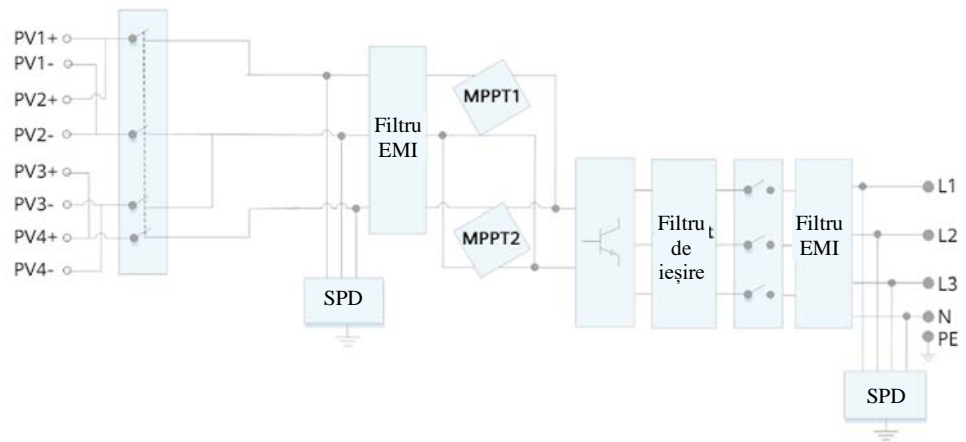 PV1+
PV1-
PV2+
PV2-
PV3+
PV3-
PV4+
PV4-
SPD
Filtru
EMI
MPPT1
MPPT2
Filtru
de
ieșire
t
Filtru
EMI
L1
L2
L3
N
PE
SPD